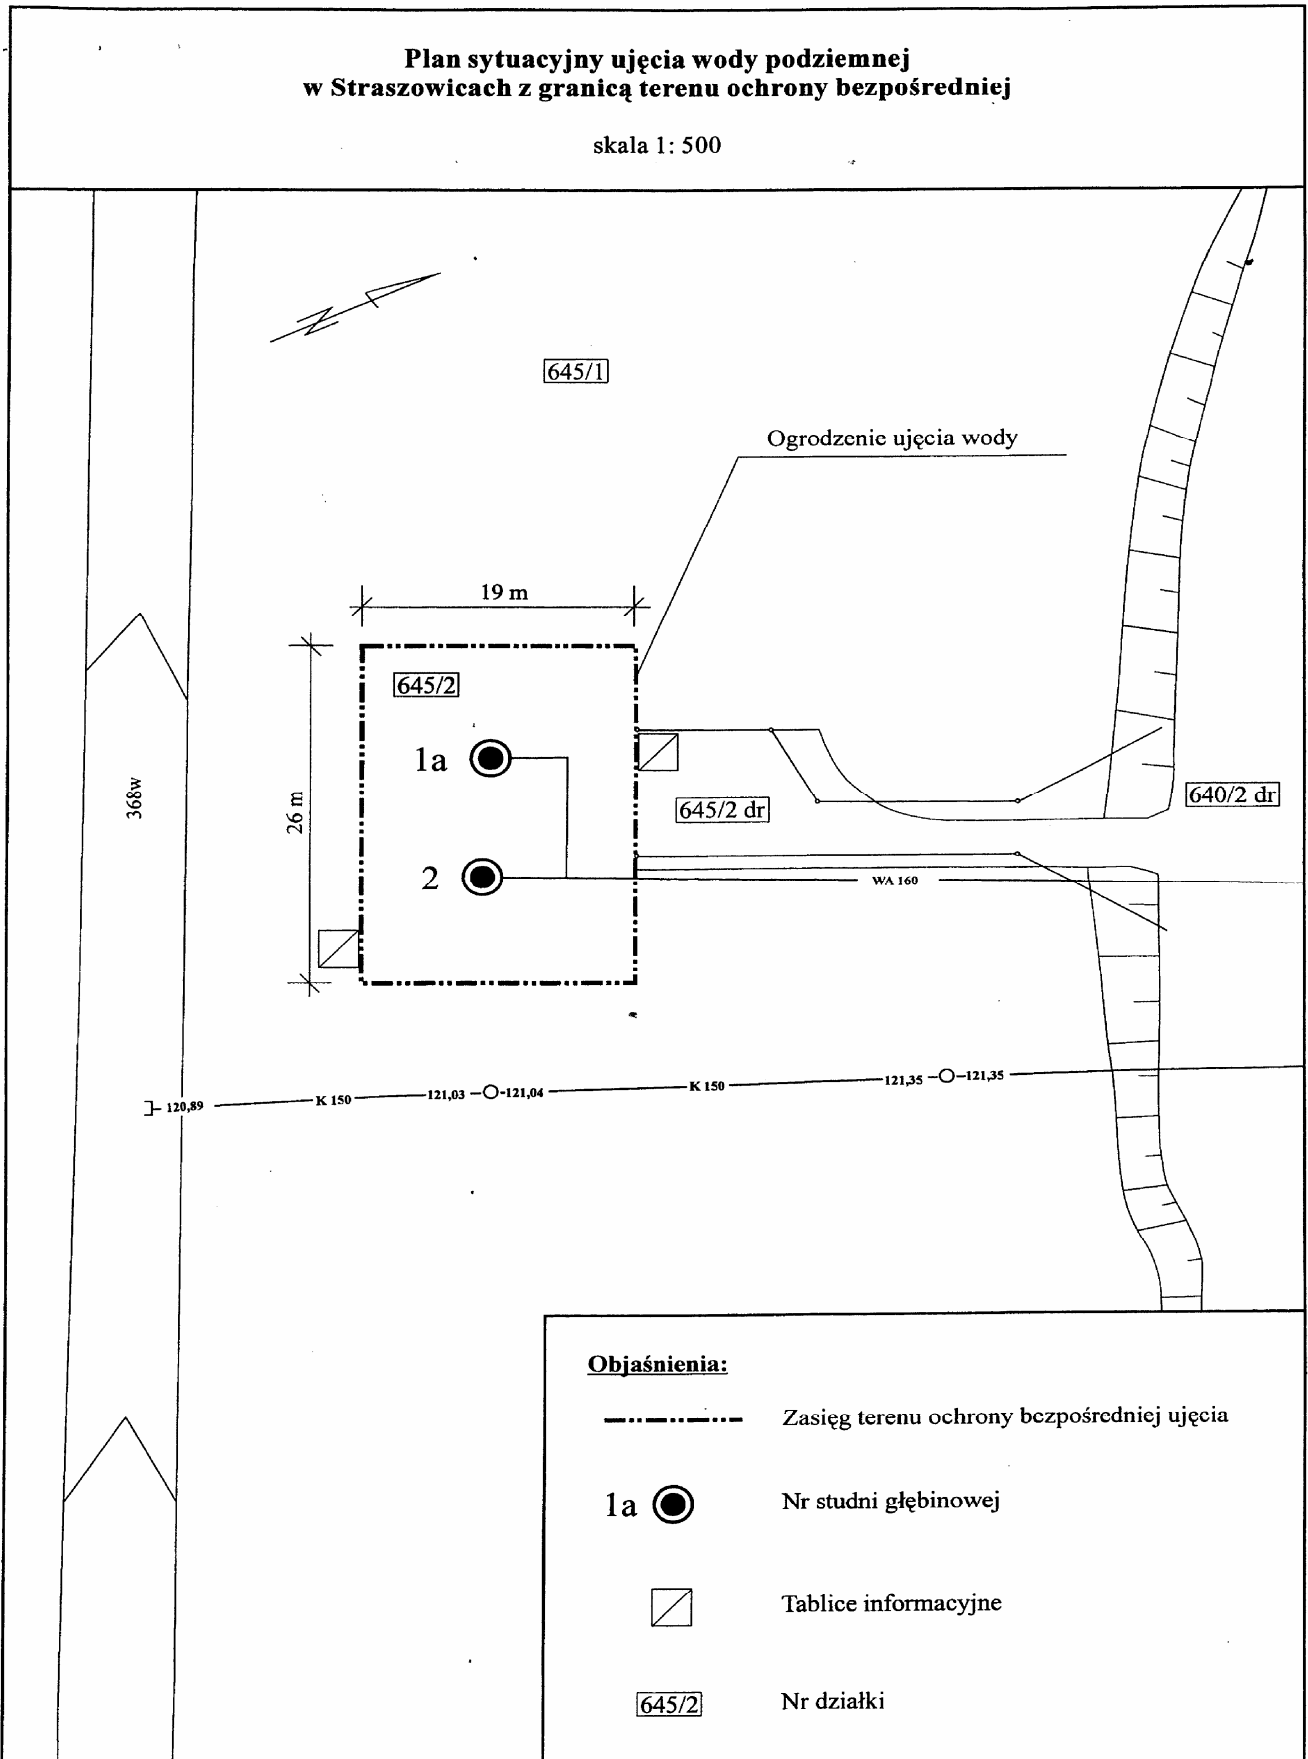 Plan sytuacyjny ujęcia wody podziemnej
w Straszowicach z granicą terenu ochrony bezpośredniej
skala 1: 500
N
645/1
Ogrodzenie ujęcia wody
19 m
645/2
1a
368w
26 m
645/2 dr
640/2 dr
2
WA 160
120,89
K 150
121,03
121,04
K 150
121,35
121,35
Objaśnienia:
Zasięg terenu ochrony bezpośredniej ujęcia
1a
Nr studni głębinowej
Tablice informacyjne
645/2
Nr działki